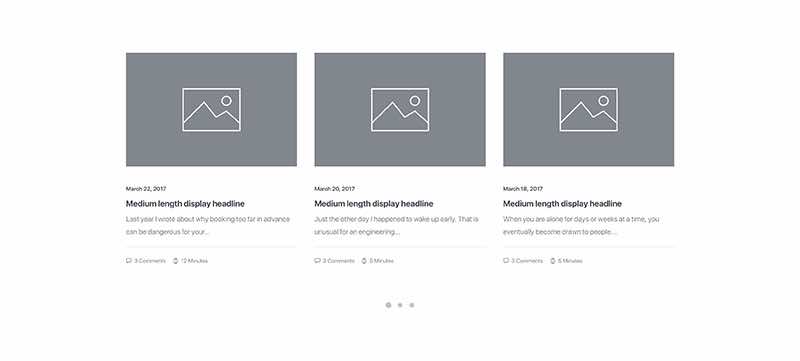 March 22, 2017
Medium length display headline
Last year I wrote about why booking too far in advance
can be dangerous for your...
3 Comments 12 Minutes
March 20, 2017
Medium length display headline
Just the other day I happened to wake up early. That is
unusual for an engineering...
3 Comments 5 Minutes
March 18, 2017
Medium length display headline
When you are alone for days or weeks at a time, you
eventually become drawn to people....
3 Comments 5 Minutes